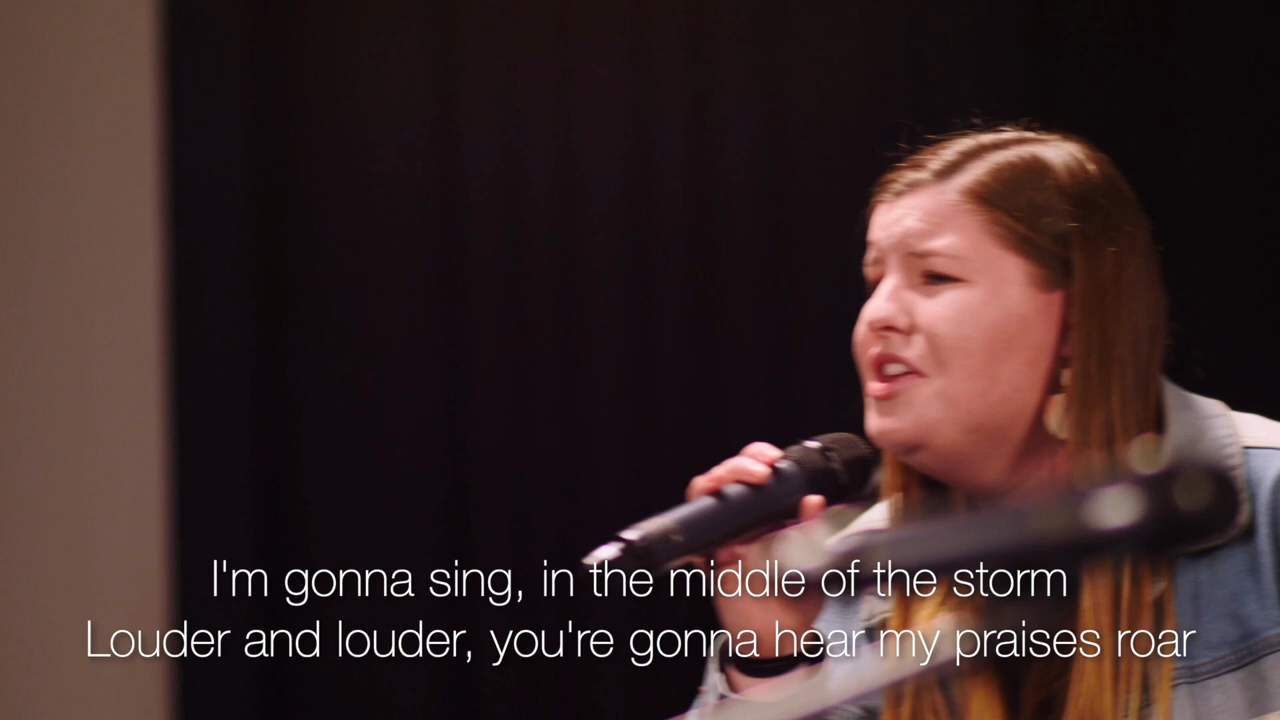 I'm gonna sing, in the middle of the storm
Louder and louder, you're gonna hear my praises roar